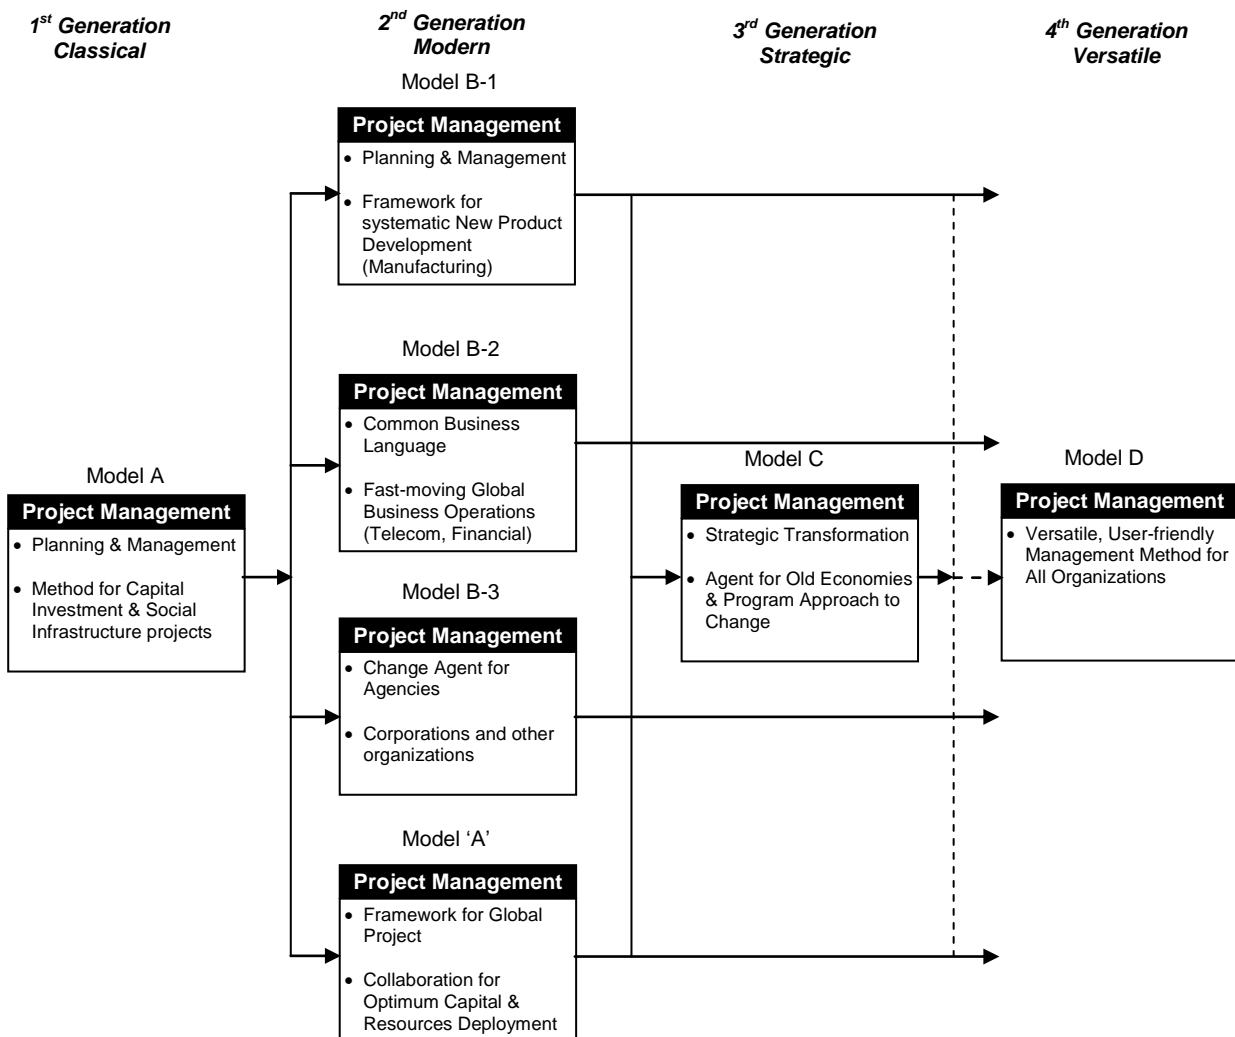 1st Generation
Classical
2nd Generation
Modern
3rd Generation
Strategic
4th Generation
Versatile
Model B-1
Project Management
• Planning & Management
• Framework for
systematic New Product
Development
(Manufacturing)
Model B-2
Project Management
• Common Business
Language
• Fast-moving Global
Business Operations
(Telecom, Financial)
Model A
Project Management
• Planning & Management
• Method for Capital
Investment & Social
Infrastructure projects
Model C
Project Management
• Strategic Transformation
• Agent for Old Economies
& Program Approach to
Change
Model D
Project Management
• Versatile, User-friendly
Management Method for
All Organizations
Model B-3
Project Management
• Change Agent for
Agencies
• Corporations and other
organizations
Model ‘A’
Project Management
• Framework for Global
Project
• Collaboration for
Optimum Capital &
Resources Deployment